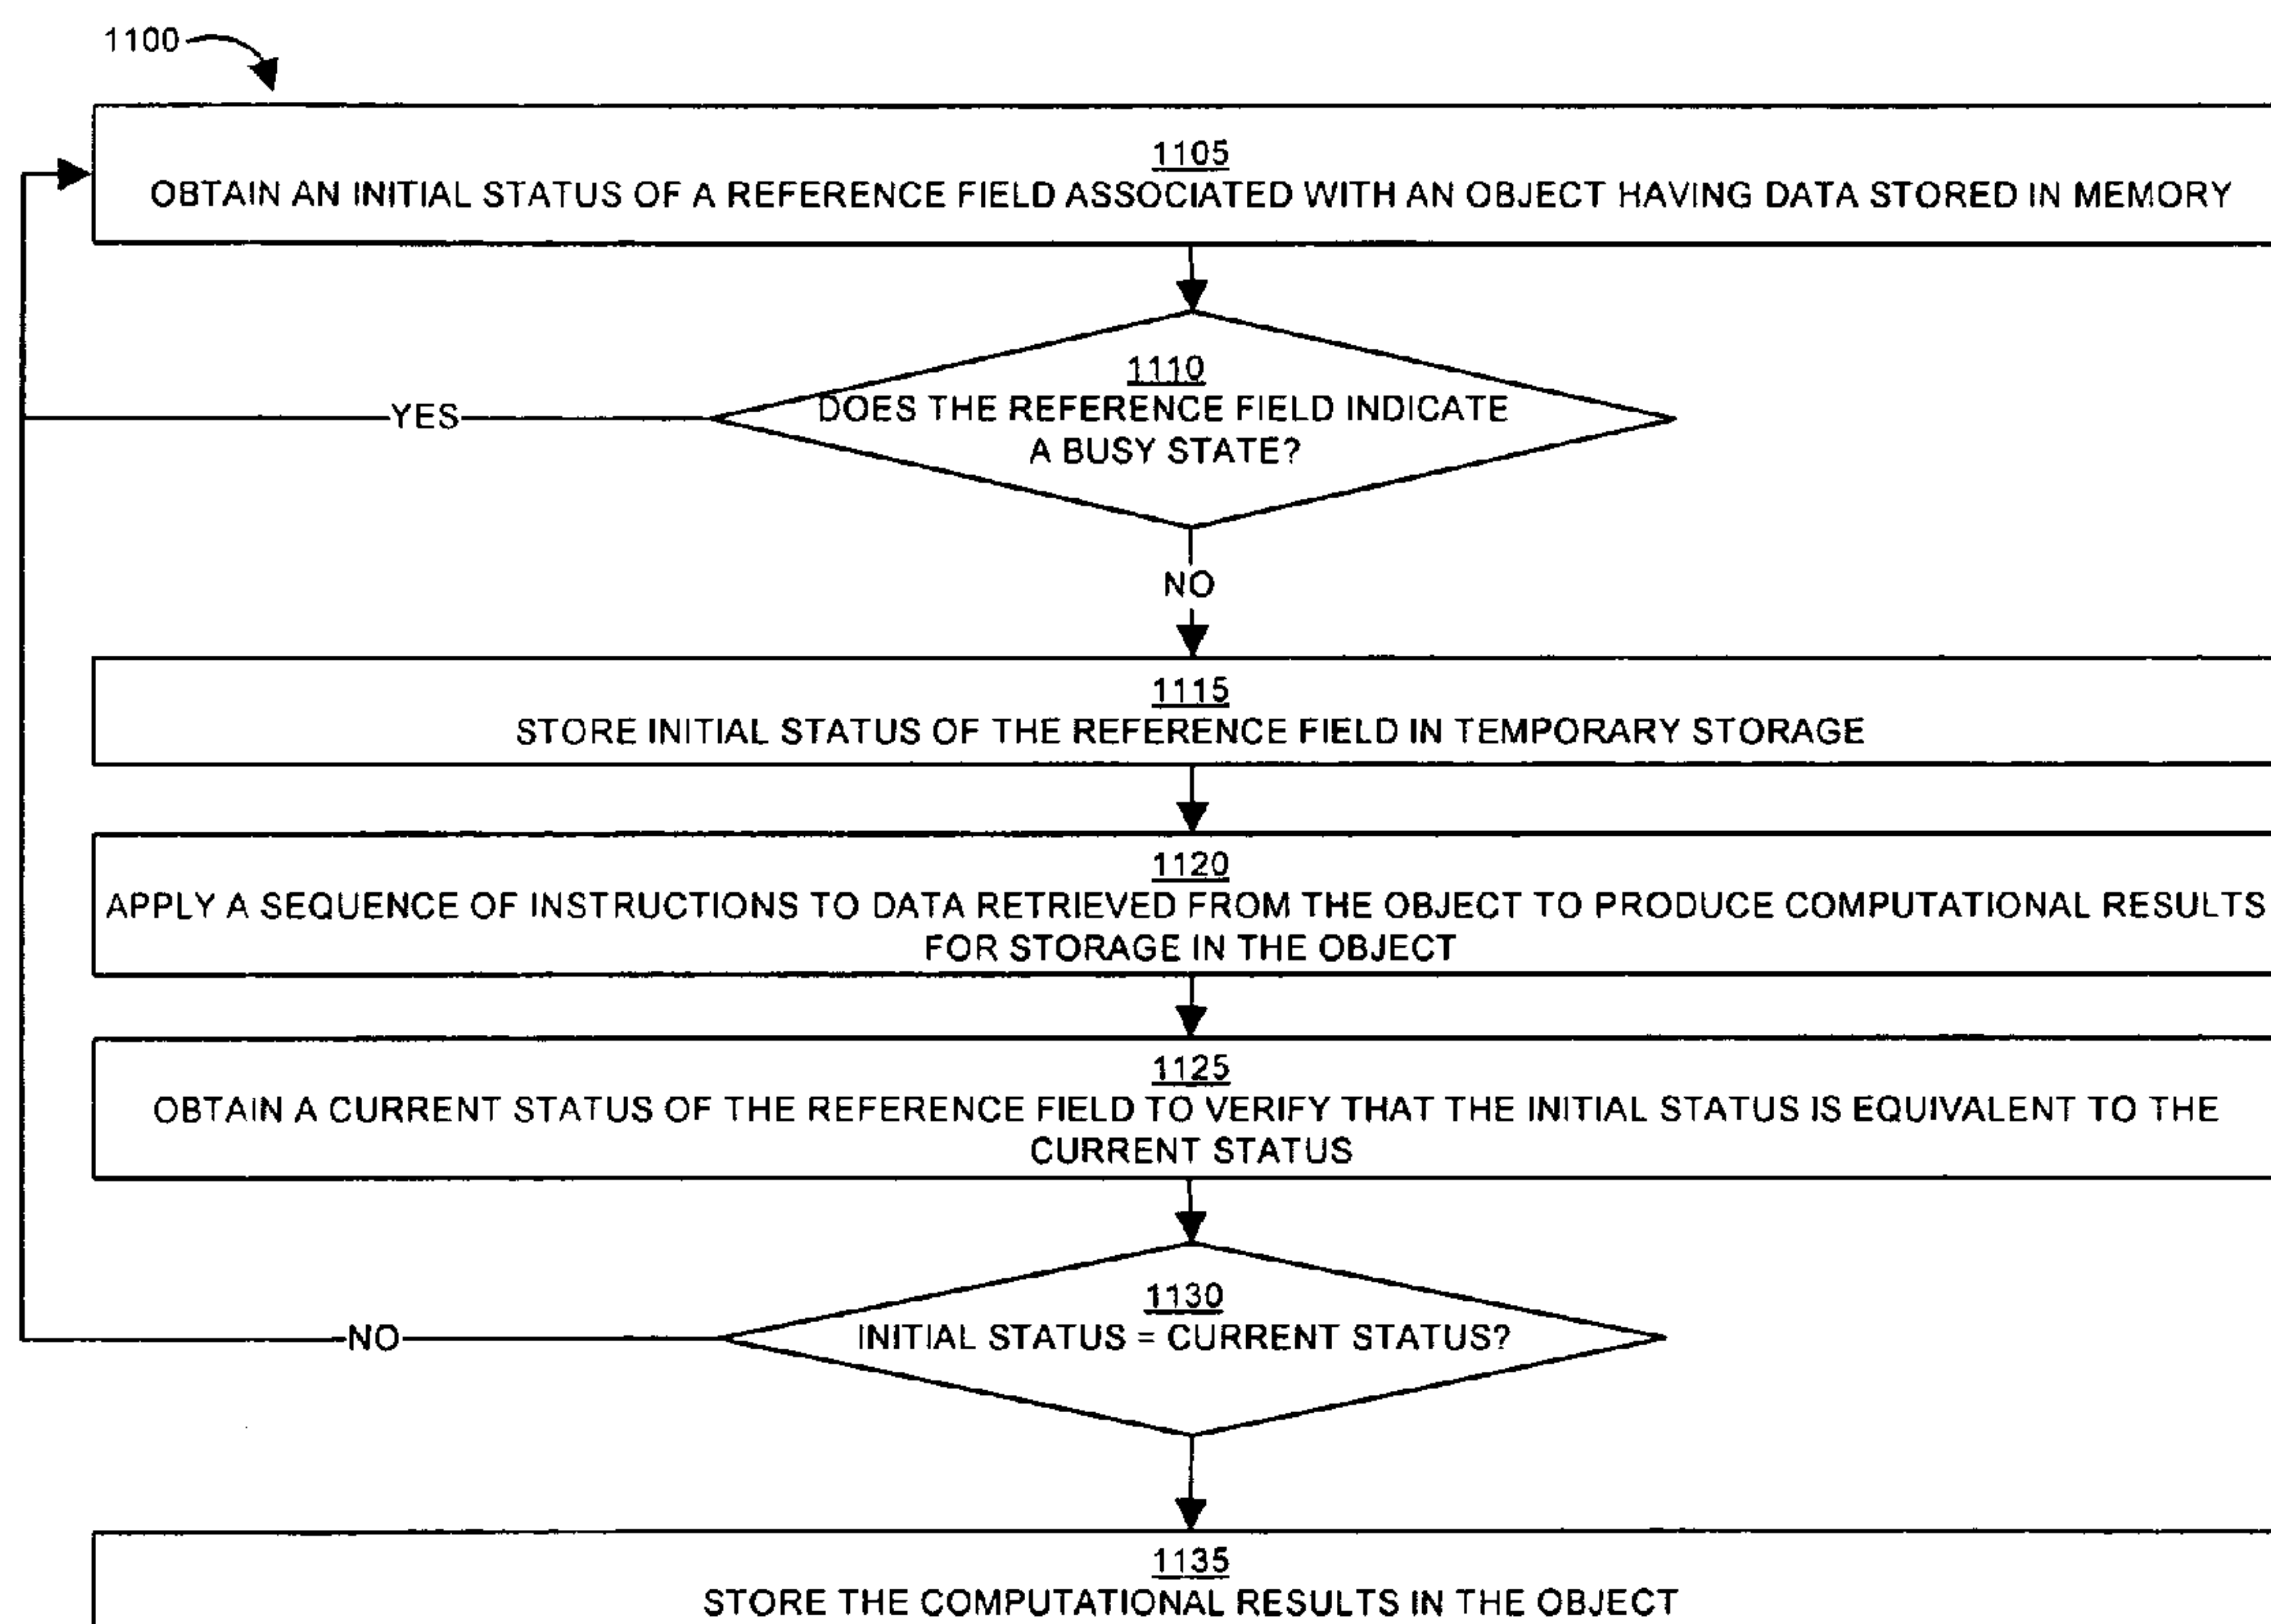 1100
1105
OBTAIN AN INITIAL STATUS OF A REFERENCE FIELD ASSOCIATED WITH AN OBJECT HAVING DATA STORED IN MEMORY
1110
DOES THE REFERENCE FIELD INDICATE
A BUSY STATE?
YES
NO
1115
STORE INITIAL STATUS OF THE REFERENCE FIELD IN TEMPORARY STORAGE
1120
APPLY A SEQUENCE OF INSTRUCTIONS TO DATA RETRIEVED FROM THE OBJECT TO PRODUCE COMPUTATIONAL RESULTS
FOR STORAGE IN THE OBJECT
1125
OBTAIN A CURRENT STATUS OF THE REFERENCE FIELD TO VERIFY THAT THE INITIAL STATUS IS EQUIVALENT TO THE
CURRENT STATUS
1130
INITIAL STATUS = CURRENT STATUS?
NO
1135
STORE THE COMPUTATIONAL RESULTS IN THE OBJECT